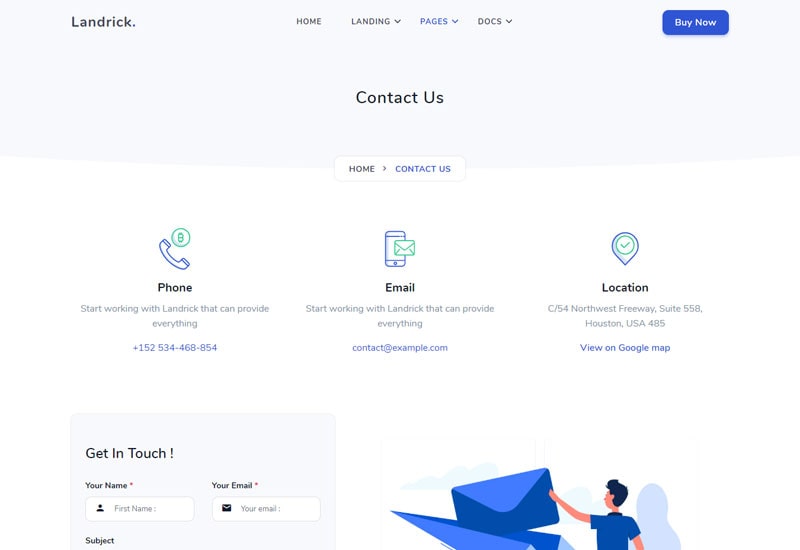 Landrick.
HOME
LANDING
PAGES
DOCS
Buy Now
Contact Us
HOME > CONTACT US
Phone
Start working with Landrick that can provide
everything
+152 534-468-854
Email
Start working with Landrick that can provide
everything
contact@example.com
Location
C/54 Northwest Freeway, Suite 558,
Houston, USA 485
View on Google map
Get In Touch !
Your Name *
First Name :
Your Email *
Your email :
Subject